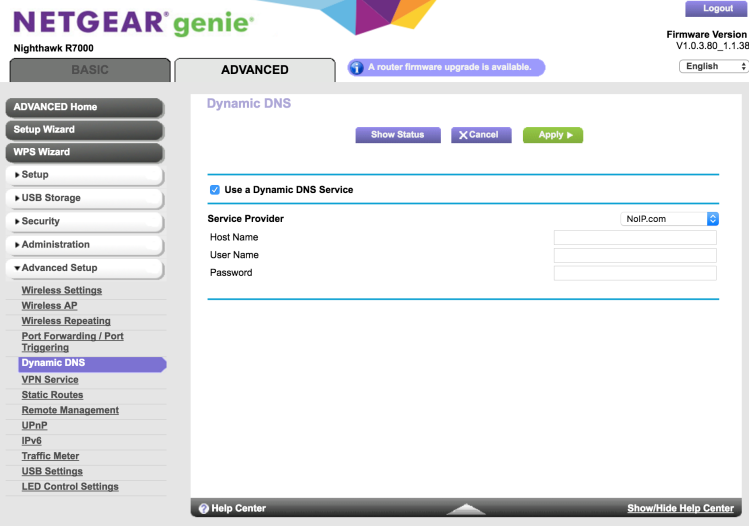 NETGEAR® genie®
Logout
Nighthawk R7000
Firmware Version
V1.0.3.80_1.1.38
BASIC
ADVANCED
A router firmware upgrade is available.
English
ADVANCED Home
Setup Wizard
WPS Wizard
Setup
USB Storage
Security
Administration
Advanced Setup
Wireless Settings
Wireless AP
Wireless Repeating
Port Forwarding / Port
Triggering
Dynamic DNS
VPN Service
Static Routes
Remote Management
UPnP
IPv6
Traffic Meter
USB Settings
LED Control Settings
Dynamic DNS
Show Status
Cancel
Apply
Use a Dynamic DNS Service
Service Provider
NoIP.com
Host Name
User Name
Password
Help Center
Show/Hide Help Center